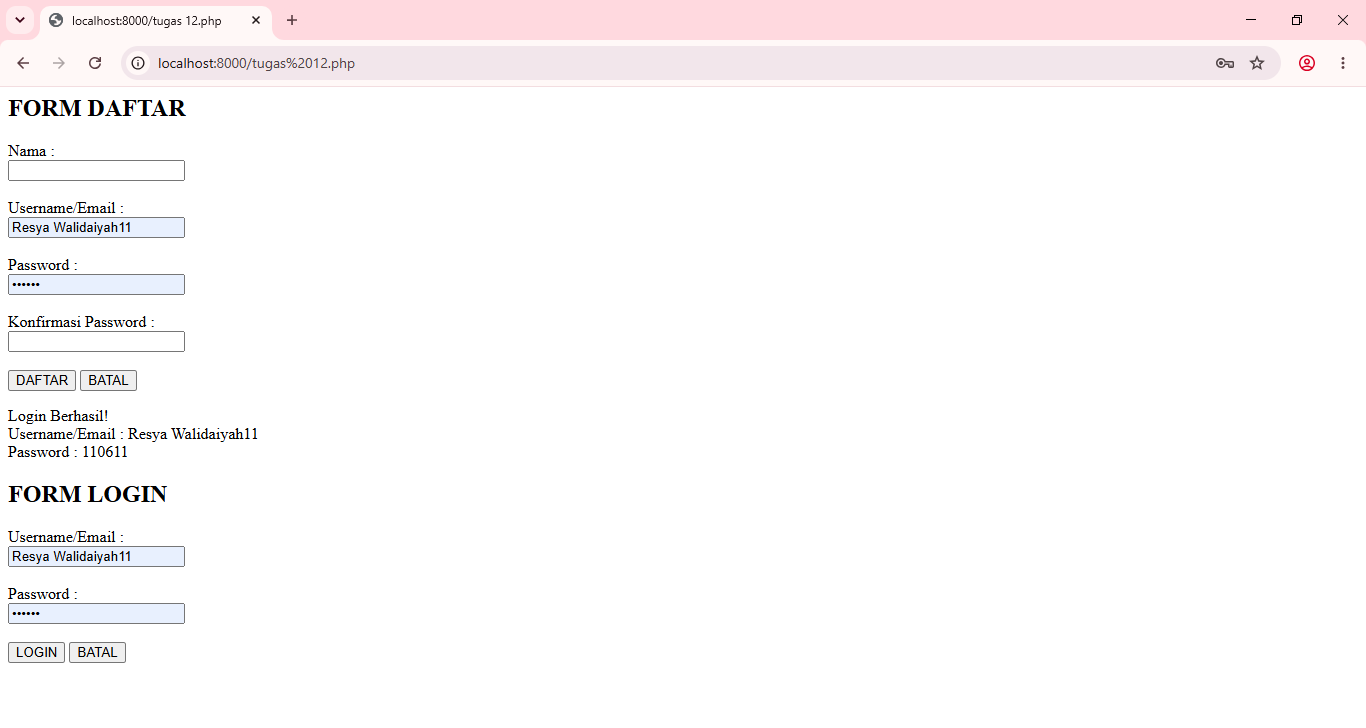 localhost:8000/tugas 12.php
localhost:8000/tugas%2012.php
FORM DAFTAR
Nama :
Username/Email :
Resya Walidaiyah11
Password :
••••••
Konfirmasi Password :
DAFTAR BATAL
Login Berhasil!
Username/Email : Resya Walidaiyah11
Password : 110611
FORM LOGIN
Username/Email :
Resya Walidaiyah11
Password :
••••••
LOGIN BATAL